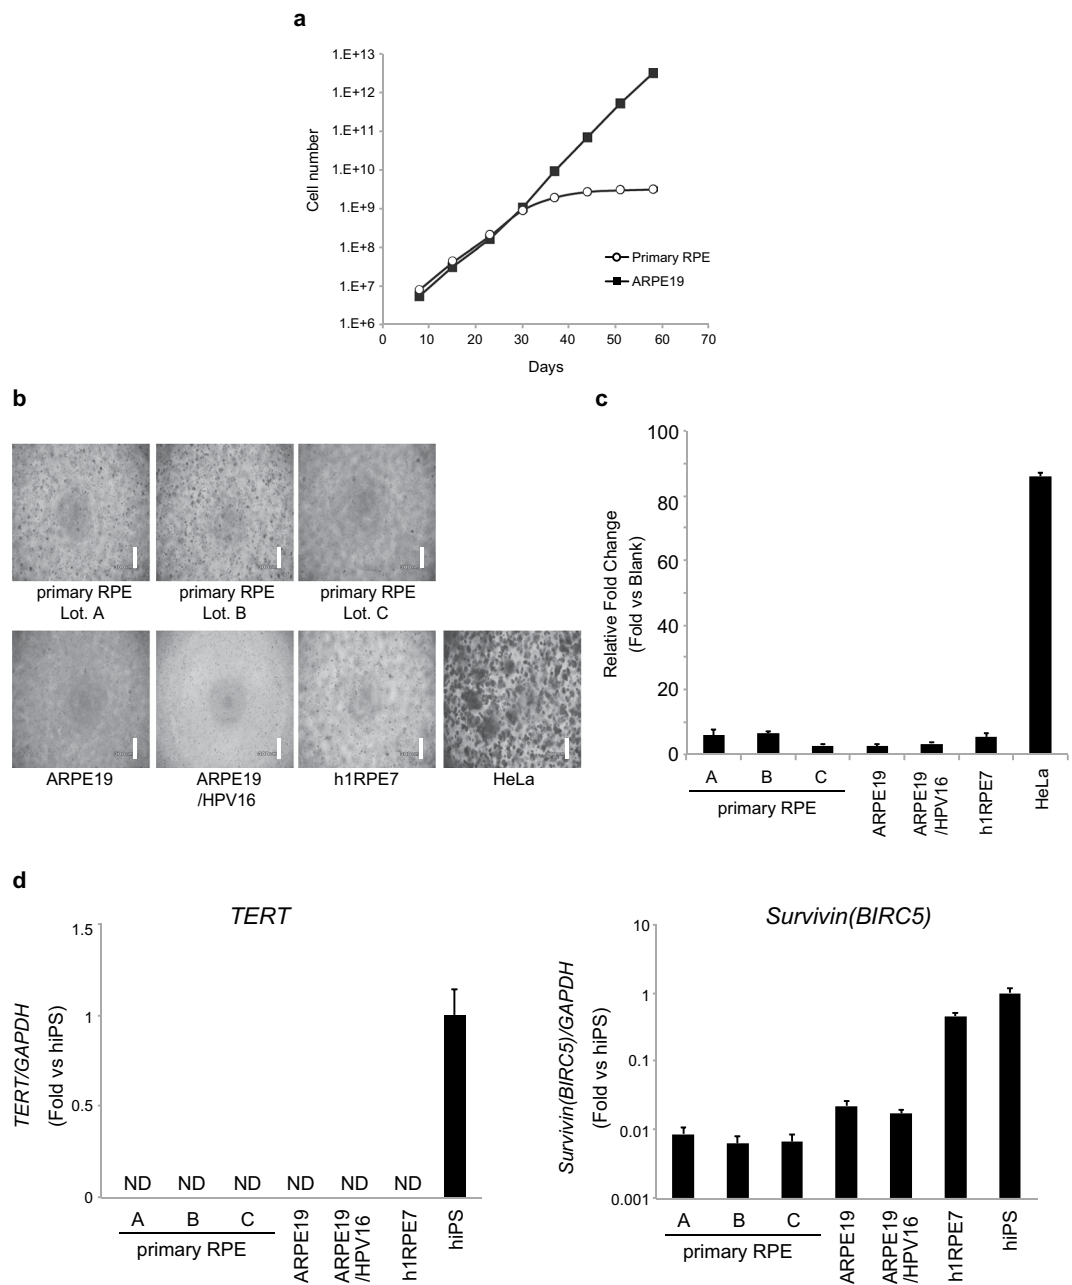 a
1.E+13
1.E+12
1.E+11
1.E+10
1.E+9
1.E+8
1.E+7
1.E+6
Cell number
0 10 20 30 40 50 60 70
Days
Primary RPE
ARPE19
b
primary RPE
Lot. A
primary RPE
Lot. B
primary RPE
Lot. C
ARPE19
ARPE19
/HPV16
h1RPE7
HeLa
c
100
80
60
40
20
0
Relative Fold Change
(Fold vs Blank)
A B C
primary RPE
ARPE19
ARPE19
/HPV16
h1RPE7
HeLa
d
TERT
1.5
1
0.5
0
TERT/GAPDH
(Fold vs hiPS)
ND ND ND ND ND ND
A B C
primary RPE
ARPE19
ARPE19
/HPV16
h1RPE7
hiPS
Survivin(BIRC5)
10
1
0.1
0.01
0.001
Survivin(BIRC5)/GAPDH
(Fold vs hiPS)
A B C
primary RPE
ARPE19
ARPE19
/HPV16
h1RPE7
hiPS